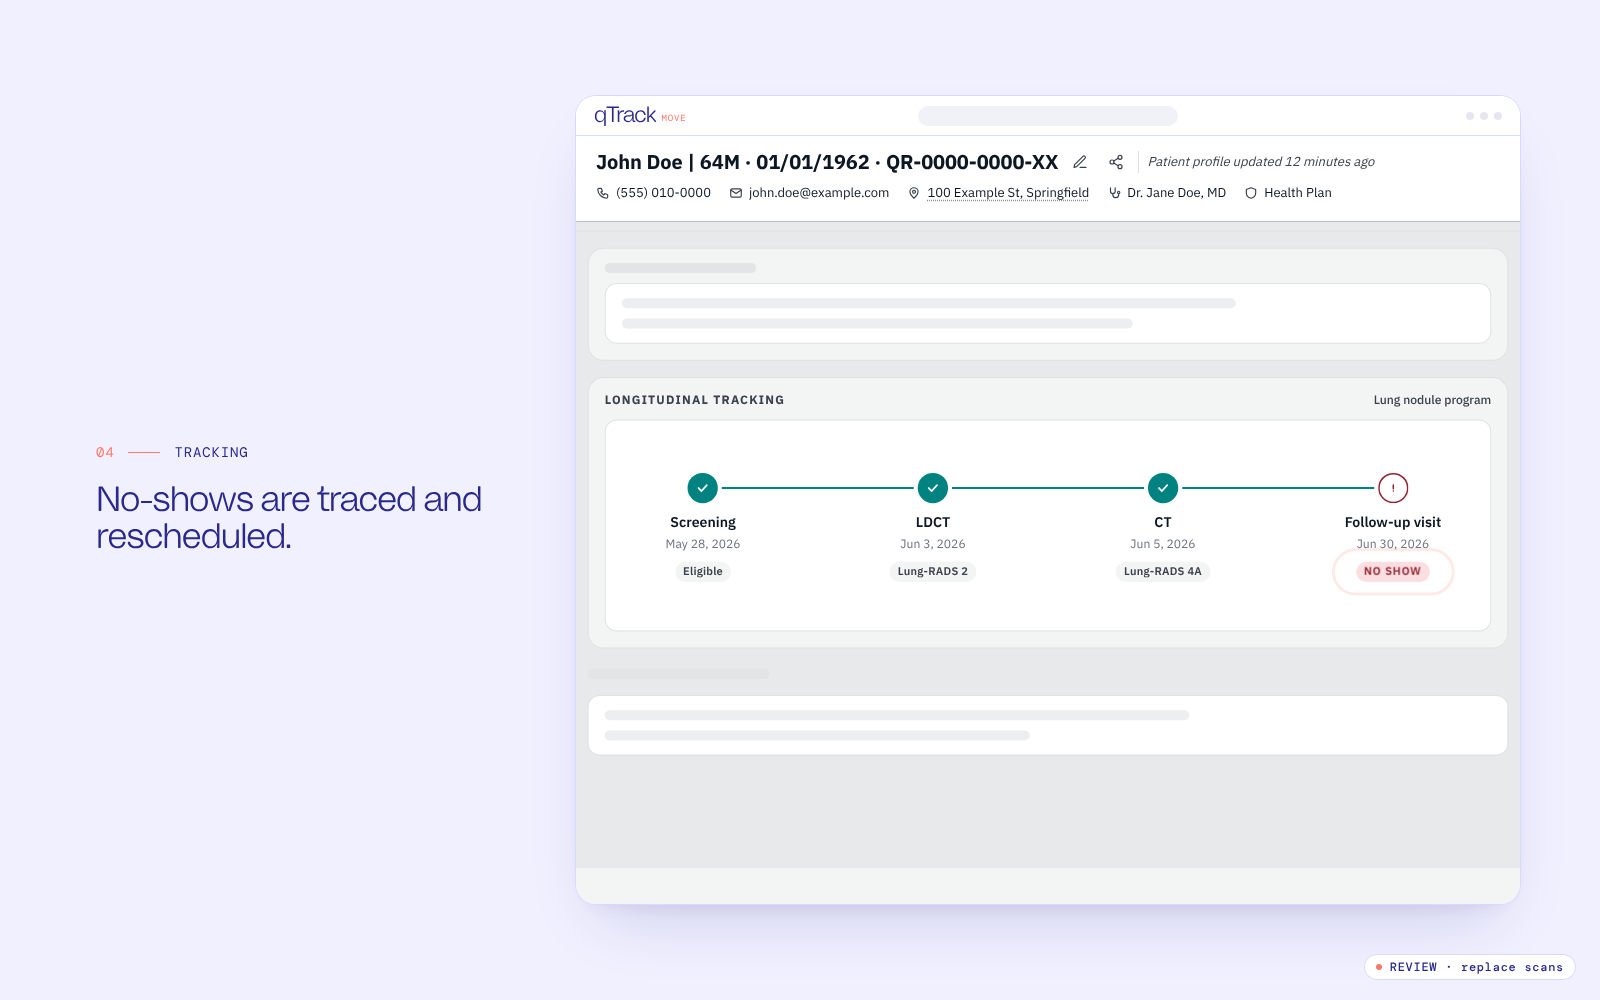 04 TRACKING
No-shows are traced and
rescheduled.
qTrack MOVE
John Doe | 64M · 01/01/1962 · QR-0000-0000-XX
Patient profile updated 12 minutes ago
(555) 010-0000 john.doe@example.com 100 Example St, Springfield Dr. Jane Doe, MD Health Plan
LONGITUDINAL TRACKING Lung nodule program
Screening LDCT CT Follow-up visit
May 28, 2026 Jun 3, 2026 Jun 5, 2026 Jun 30, 2026
Eligible Lung-RADS 2 Lung-RADS 4A NO SHOW
REVIEW · replace scans